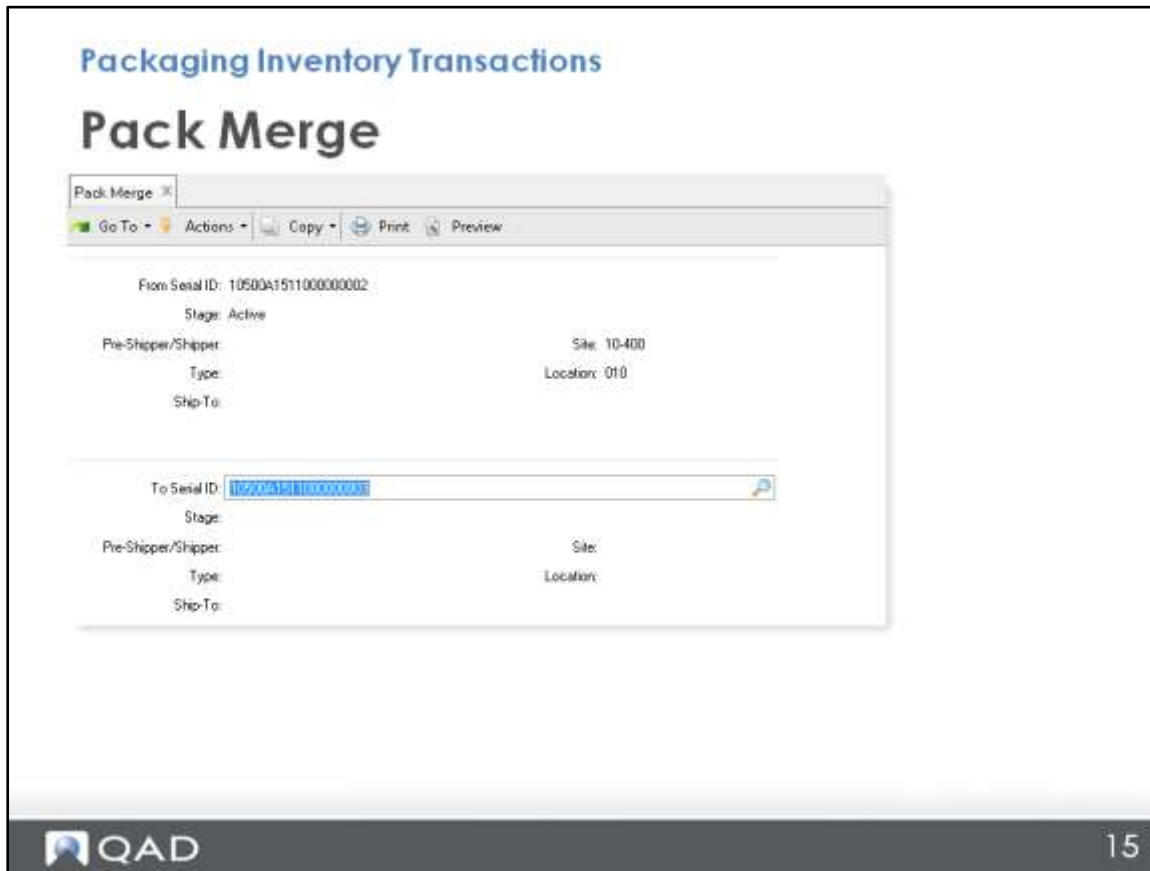 Packaging Inventory Transactions
Pack Merge
Pack Merge
Go To Actions Copy Print Preview
From Serial ID: 10500A1511000000002
Stage: Active
Pre-Shipper/Shipper: Site: 10-400
Type: Location: 010
Ship-To:
To Serial ID: 10500A1511000000003
Stage:
Pre-Shipper/Shipper: Site:
Type: Location:
Ship-To:
QAD 15